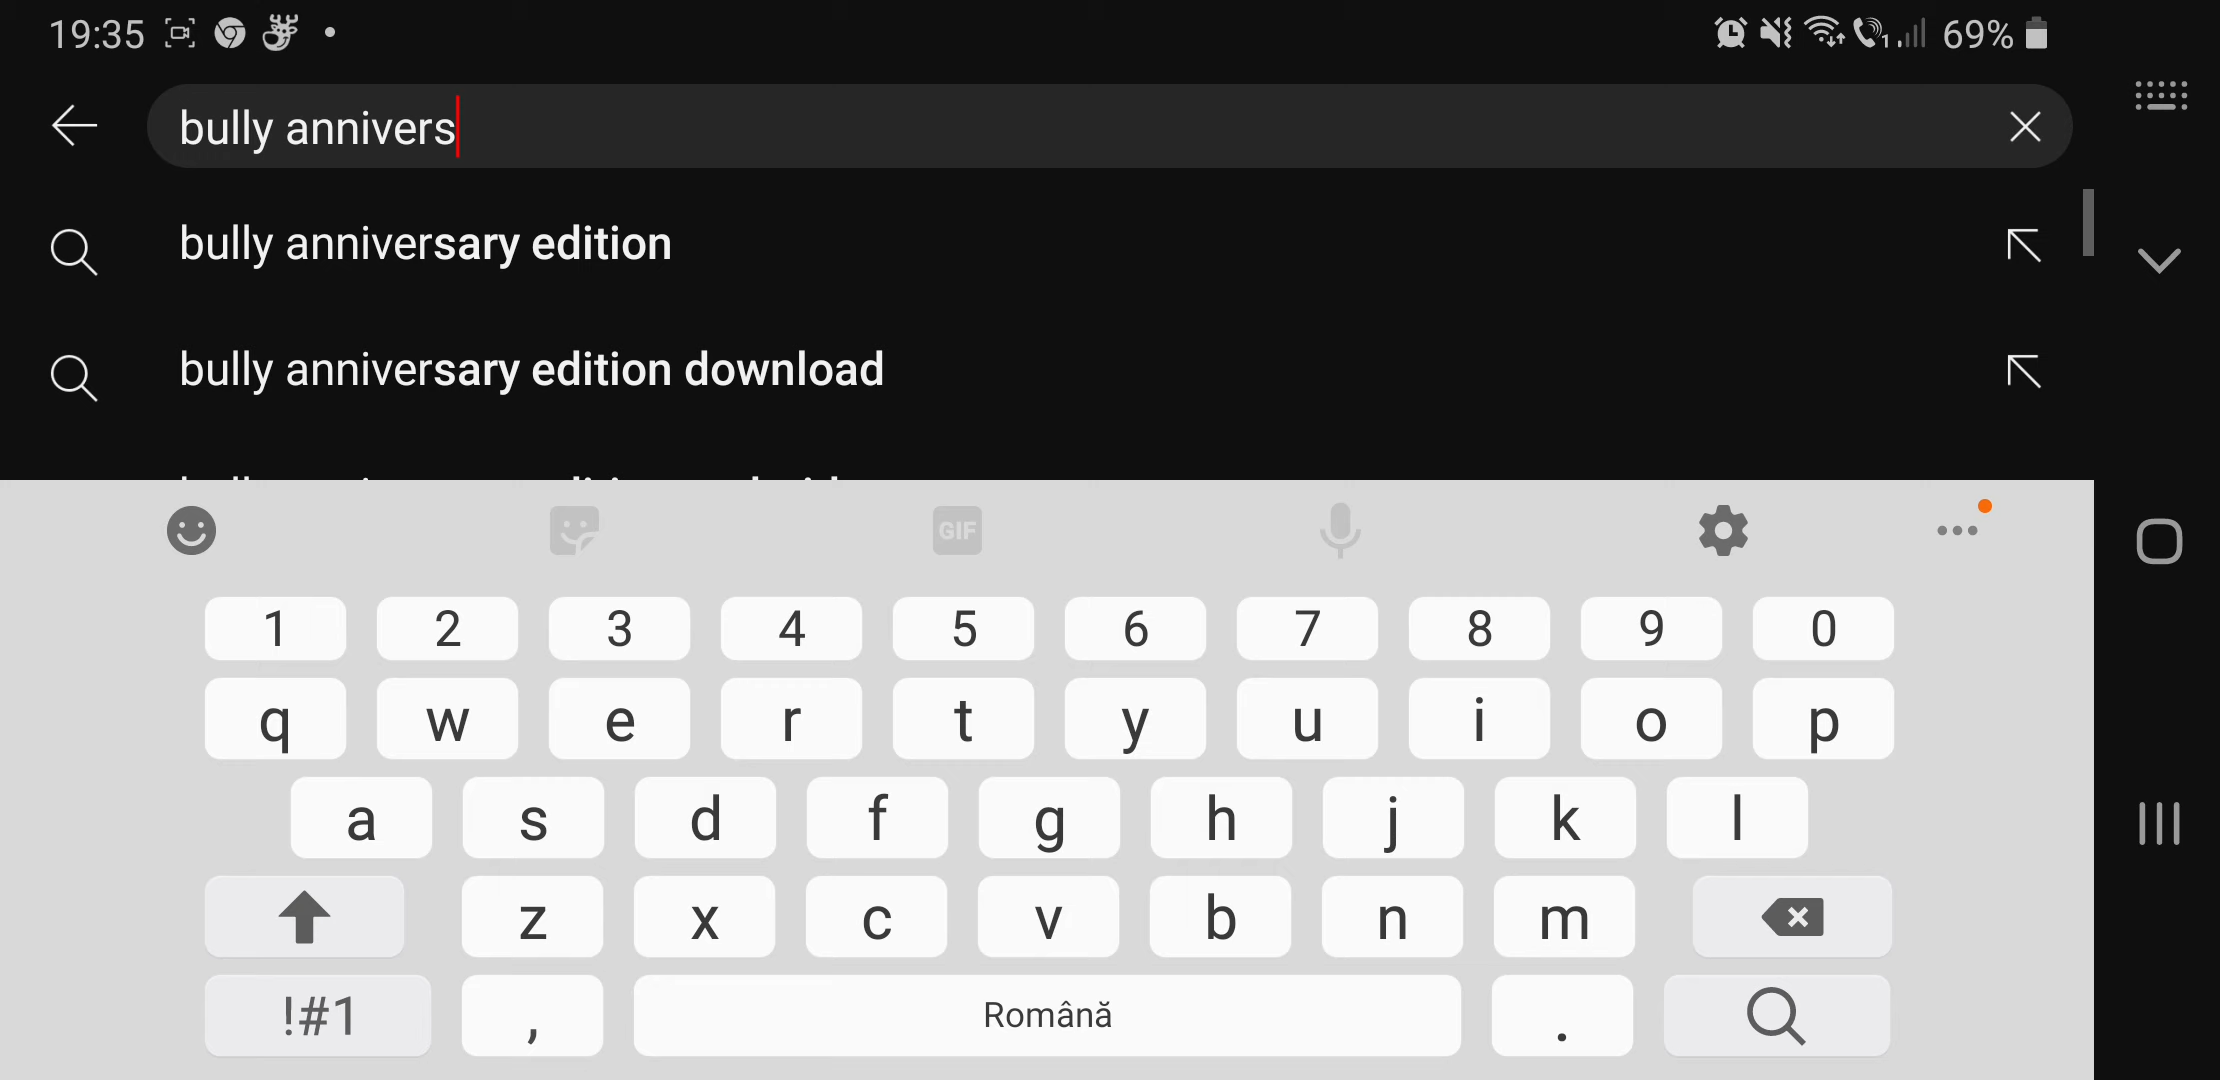 19:35 69%
bully annivers
bully anniversary edition
bully anniversary edition download
GIF
1 2 3 4 5 6 7 8 9 0
q w e r t y u i o p
a s d f g h j k l
z x c v b n m
!#1 , Română .